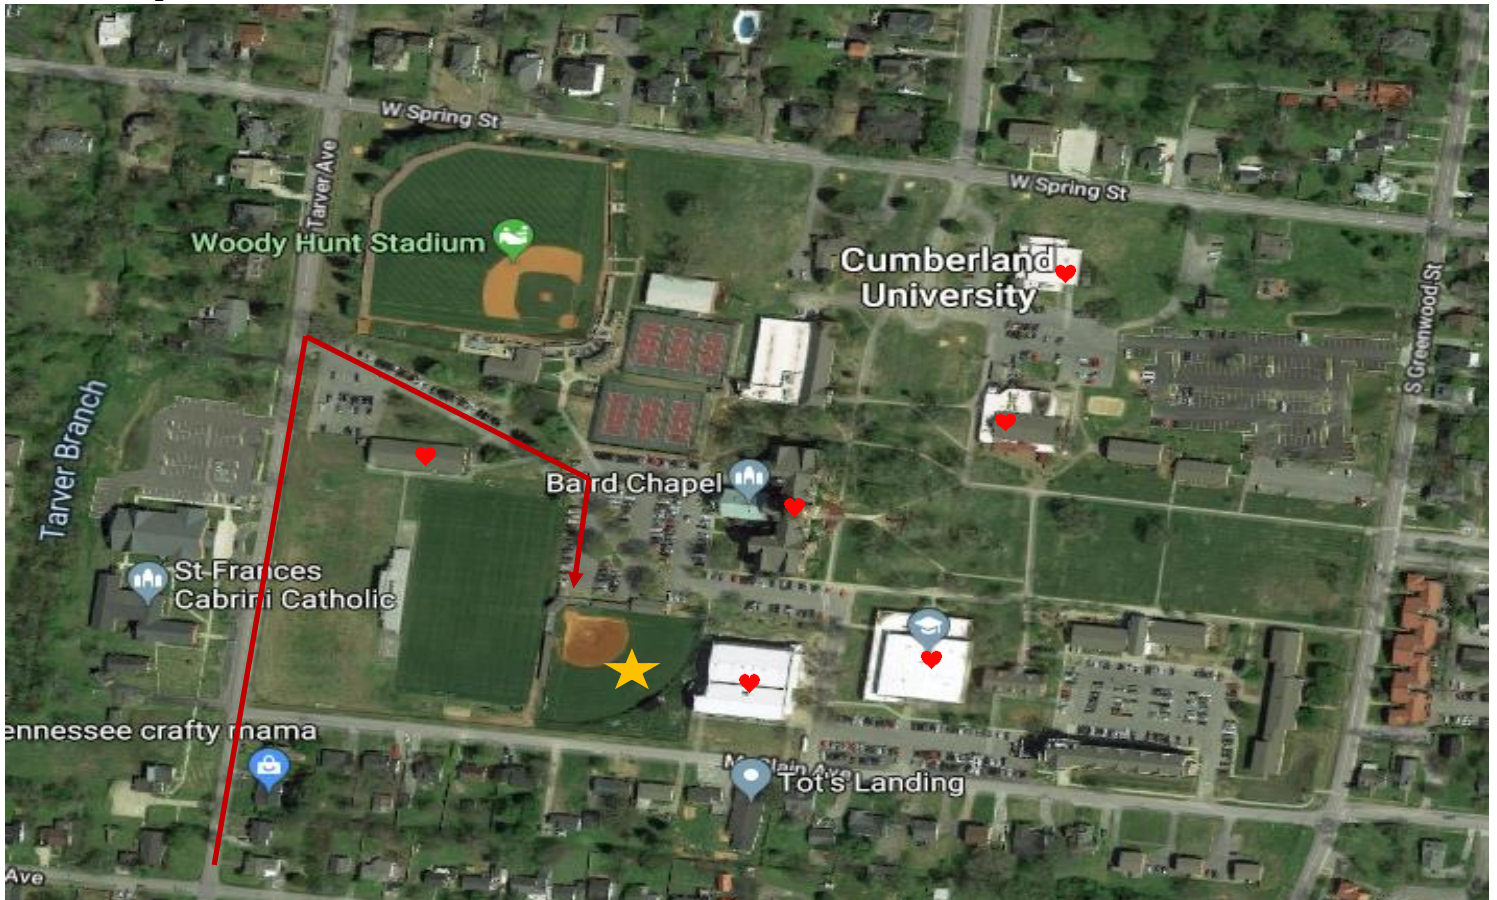 W Spring St
Tarver Ave
W Spring St
Woody Hunt Stadium
Cumberland
University
S Greenwood St
Tarver Branch
Baird Chapel
St Frances
Cabrini Catholic
ennessee crafty mama
Tot's Landing
Ave